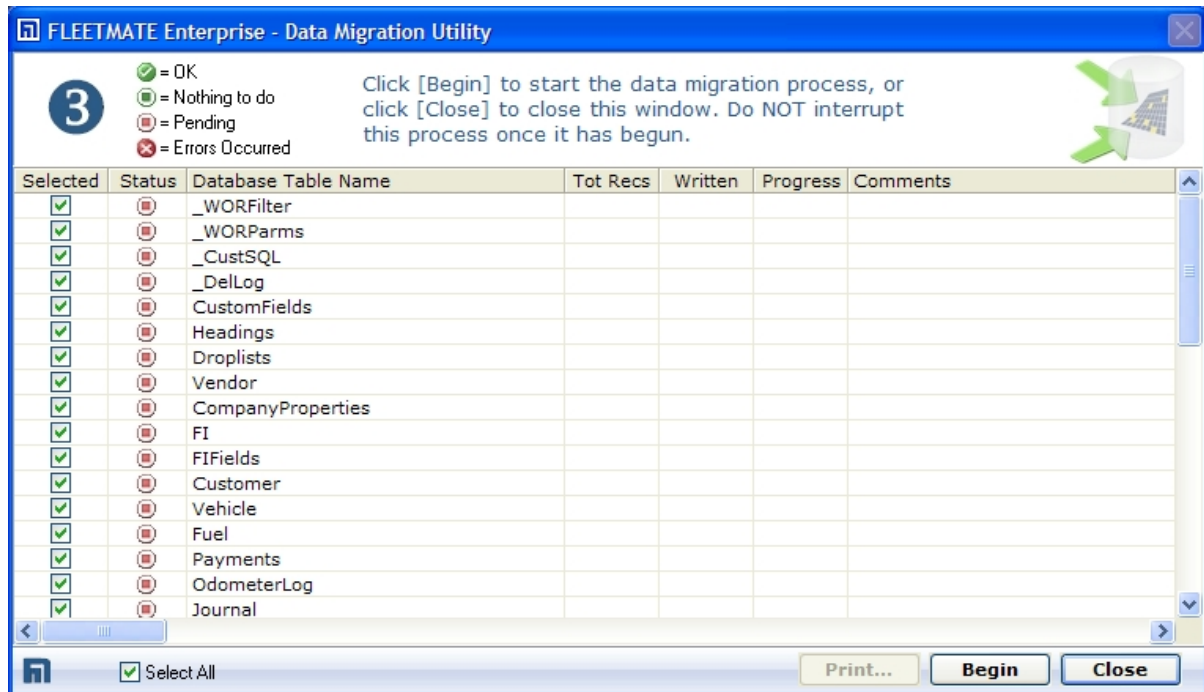 FLEETMATE Enterprise - Data Migration Utility
3
= OK
= Nothing to do
= Pending
= Errors Occurred
Click [Begin] to start the data migration process, or
click [Close] to close this window. Do NOT interrupt
this process once it has begun.
Selected Status Database Table Name Tot Recs Written Progress Comments
_WORFilter
_WORParms
_CustSQL
_DelLog
CustomFields
Headings
Droplists
Vendor
CompanyProperties
FI
FIFields
Customer
Vehicle
Fuel
Payments
OdometerLog
Journal
Select All Print... Begin Close